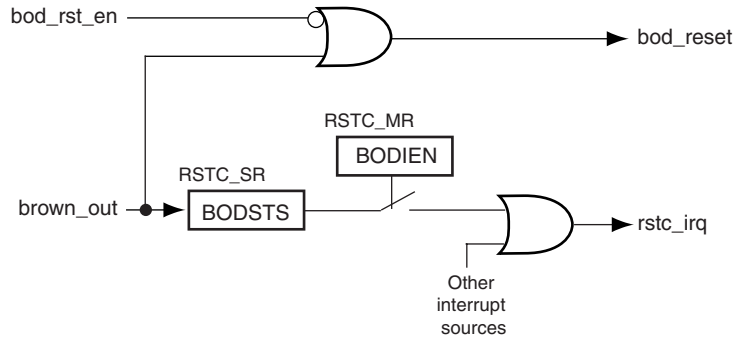 bod_rst_en
bod_reset
RSTC_MR
BODIEN
RSTC_SR
brown_out
BODSTS
rstc_irq
Other
interrupt
sources